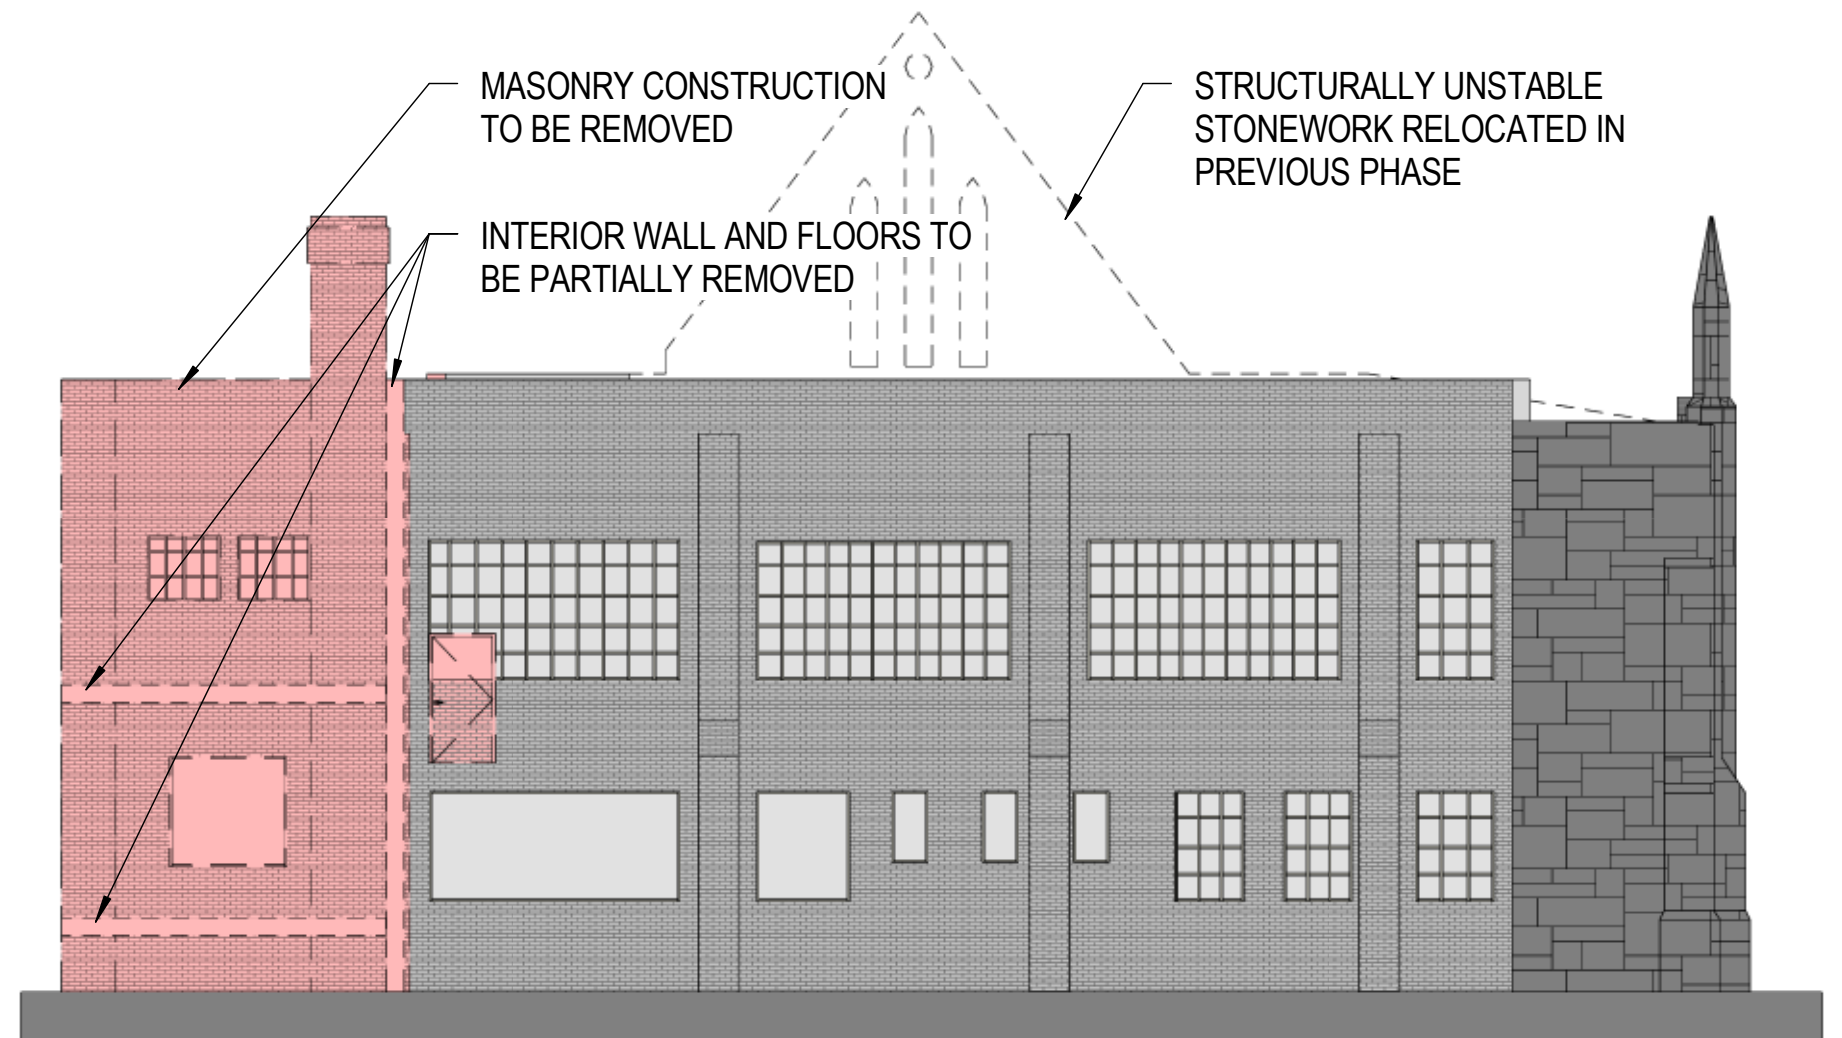 MASONRY CONSTRUCTION
TO BE REMOVED
STRUCTURALLY UNSTABLE
STONEWORK RELOCATED IN
PREVIOUS PHASE
INTERIOR WALL AND FLOORS TO
BE PARTIALLY REMOVED